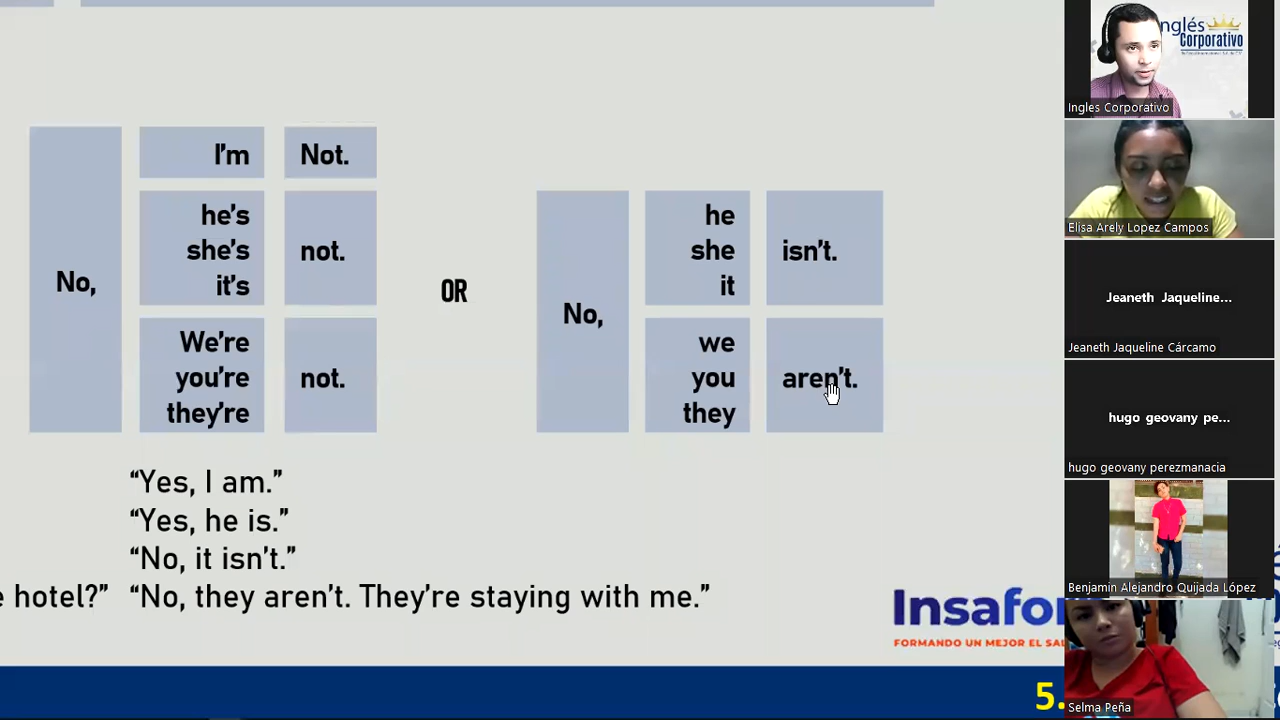 I'm Not.
he's
she's
it's
not.
No,
We're
you're
they're
not.
OR
he
she
it
isn't.
No,
we
you
they
aren't.
“Yes, I am.”
“Yes, he is.”
“No, it isn't.”
e hotel?” “No, they aren't. They're staying with me.”
Insafo
FORMANDO UN MEJOR EL SA
5.
Inglés
Corporativo
Ingles Corporativo
Elisa Arely Lopez Campos
Jeaneth Jaqueline...
Jeaneth Jaqueline Cárcamo
hugo geovany pe...
hugo geovany perezmanacia
Benjamin Alejandro Quijada López
Selma Peña